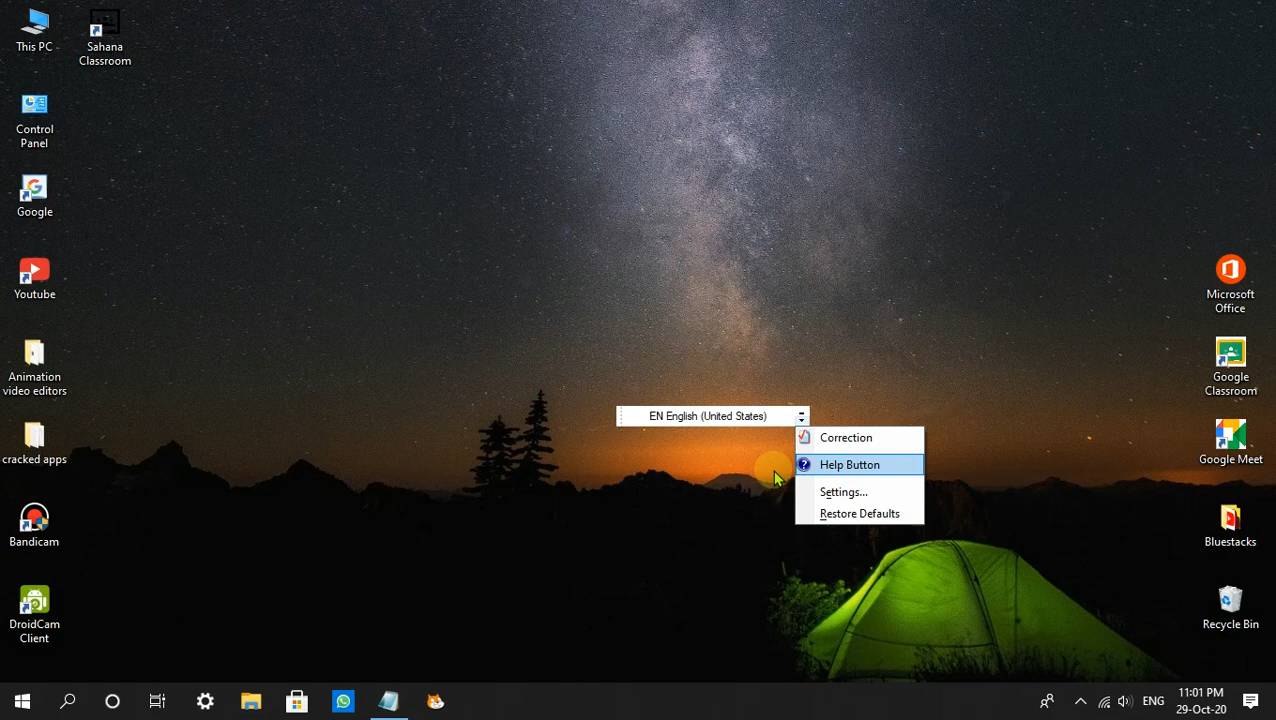 This PC
Sahana
Classroom
Control
Panel
Google
Youtube
Animation
video editors
cracked apps
Bandicam
DroidCam
Client
EN English (United States)
Correction
Help Button
Settings...
Restore Defaults
Microsoft
Office
Google
Classroom
Google Meet
Bluestacks
Recycle Bin
ENG
11:01 PM
29-Oct-20